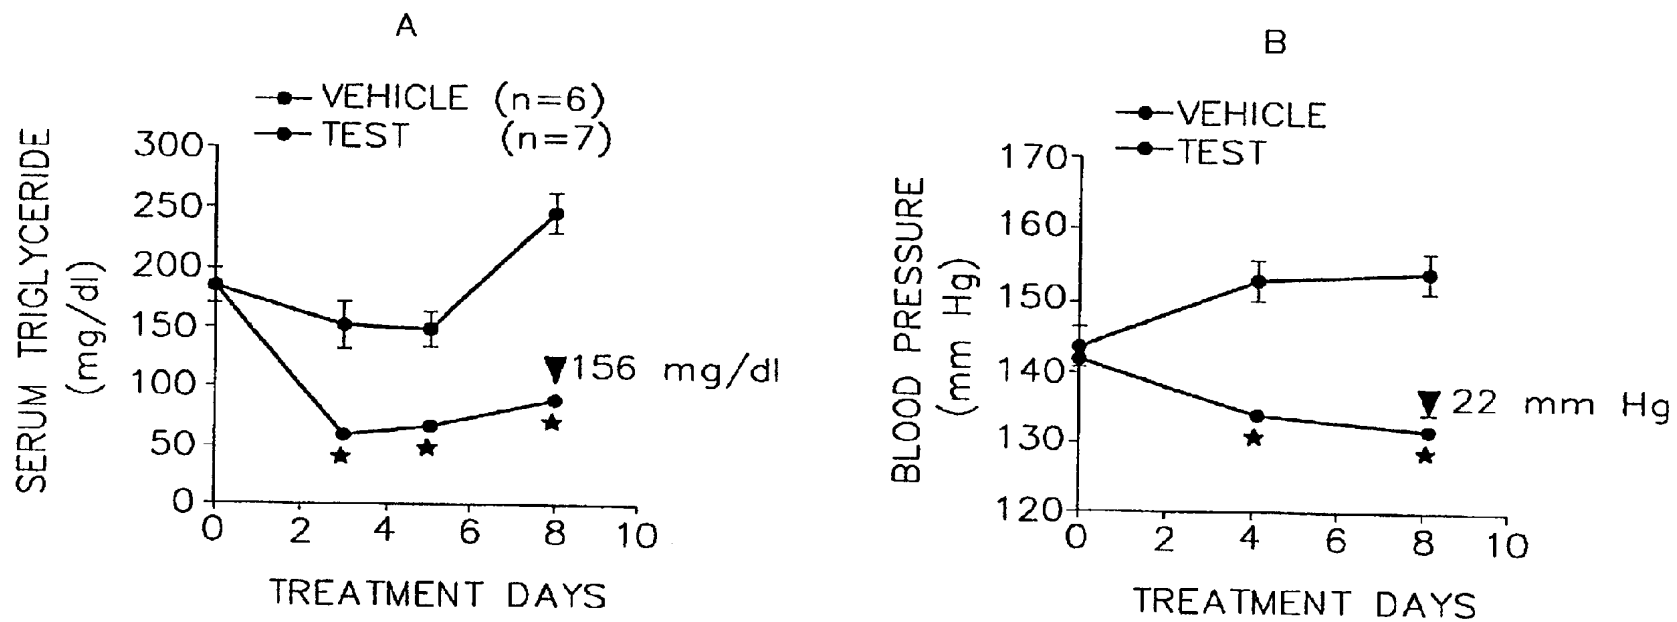 A
VEHICLE (n=6)
TEST (n=7)
SERUM TRIGLYCERIDE
(mg/dl)
300
250
200
150
100
50
0
156 mg/dl
0 2 4 6 8 10
TREATMENT DAYS
B
VEHICLE
TEST
BLOOD PRESSURE
(mm Hg)
170
160
150
140
130
120
22 mm Hg
0 2 4 6 8 10
TREATMENT DAYS